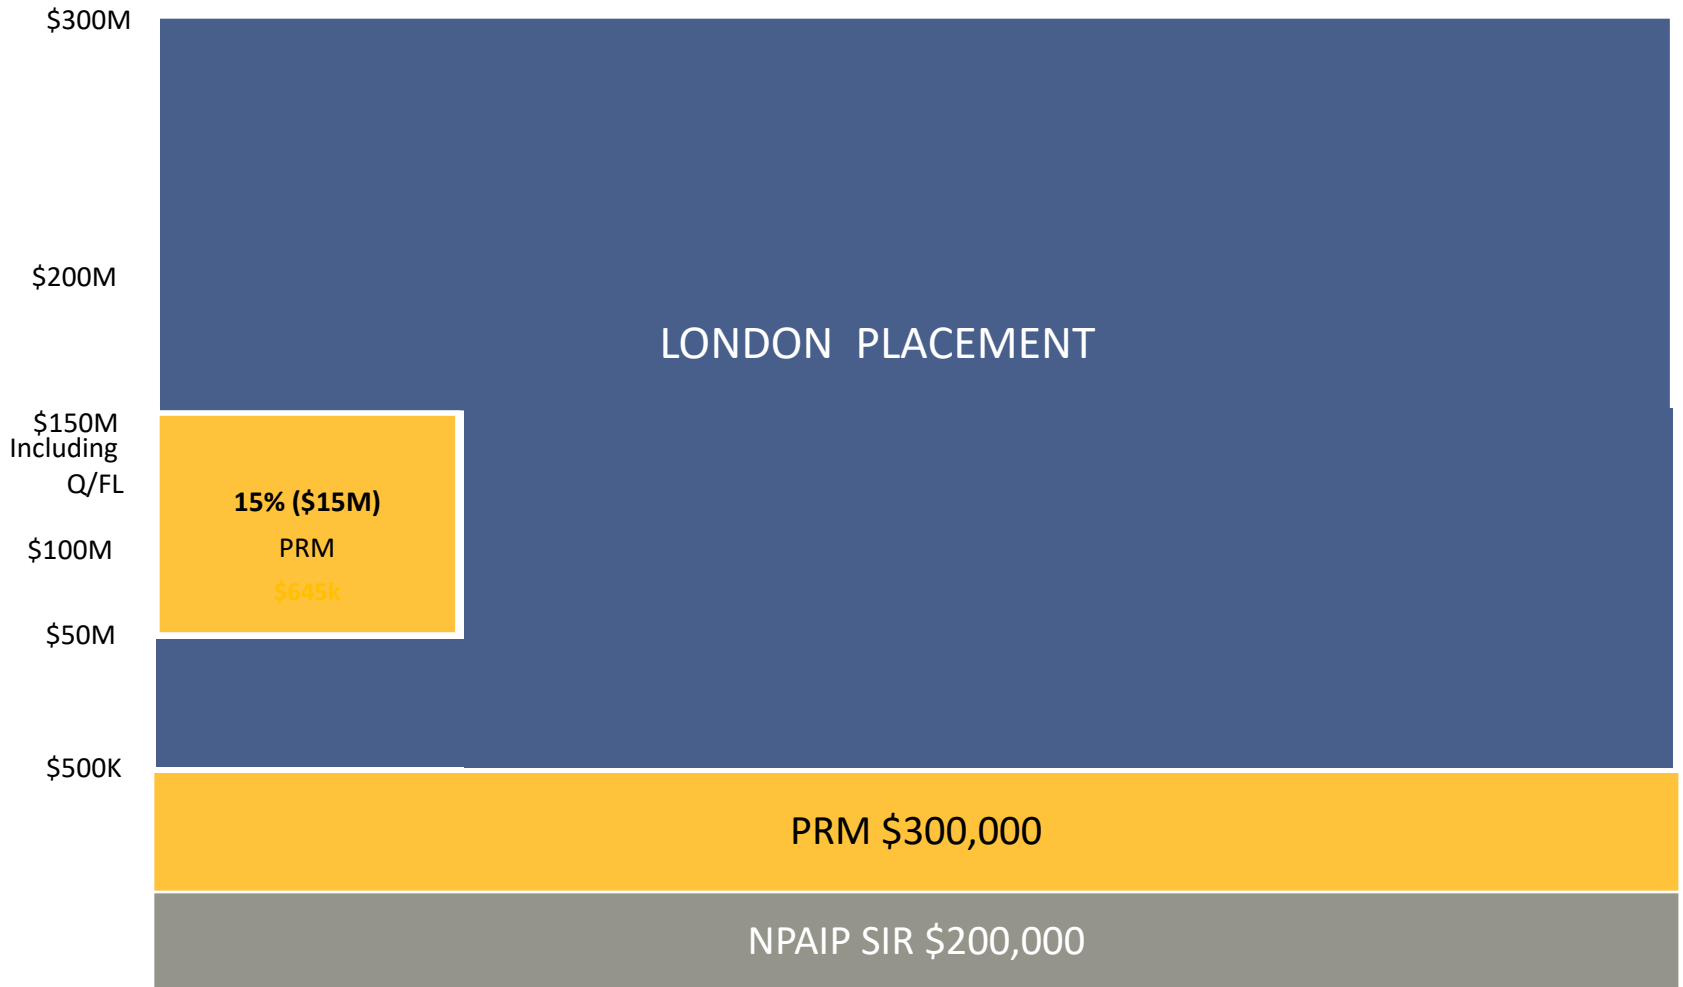 $300M
$200M
LONDON PLACEMENT
$150M
Including
Q/FL
15% ($15M)
$100M
PRM
$645k
$50M
$500K
PRM $300,000
NPAIP SIR $200,000